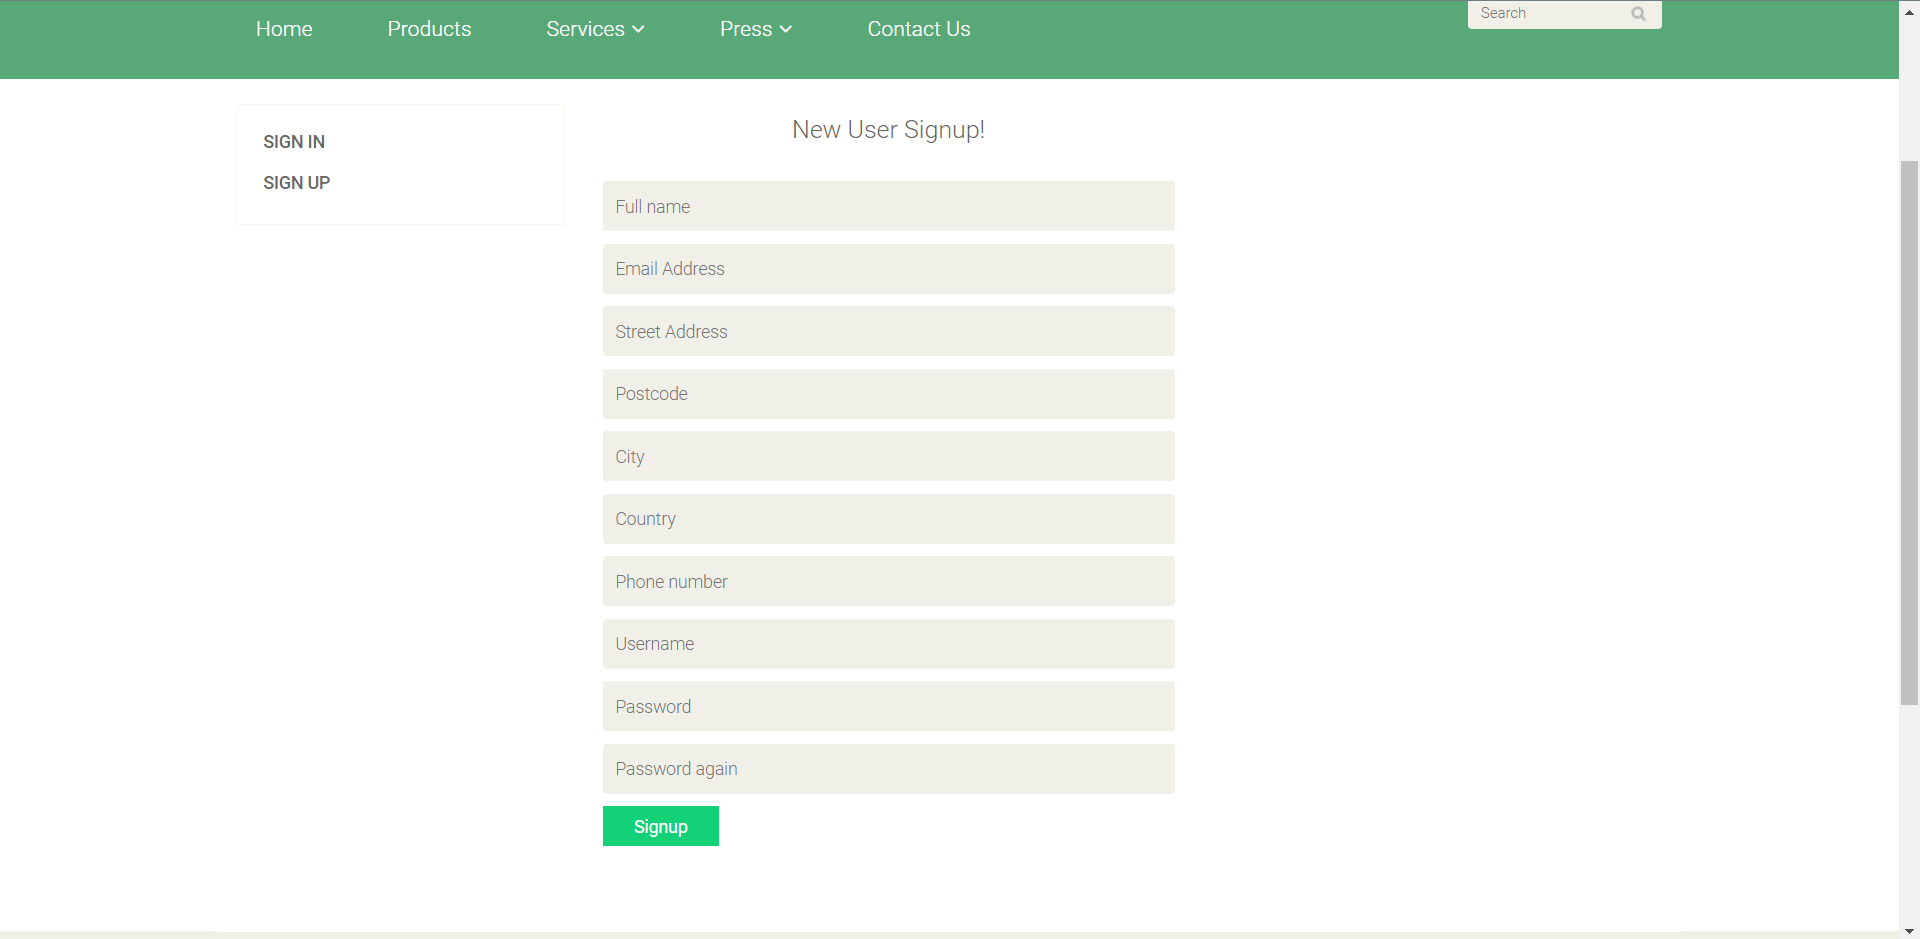 Home Products Services Press Contact Us Search
SIGN IN
SIGN UP
New User Signup!
Full name
Email Address
Street Address
Postcode
City
Country
Phone number
Username
Password
Password again
Signup